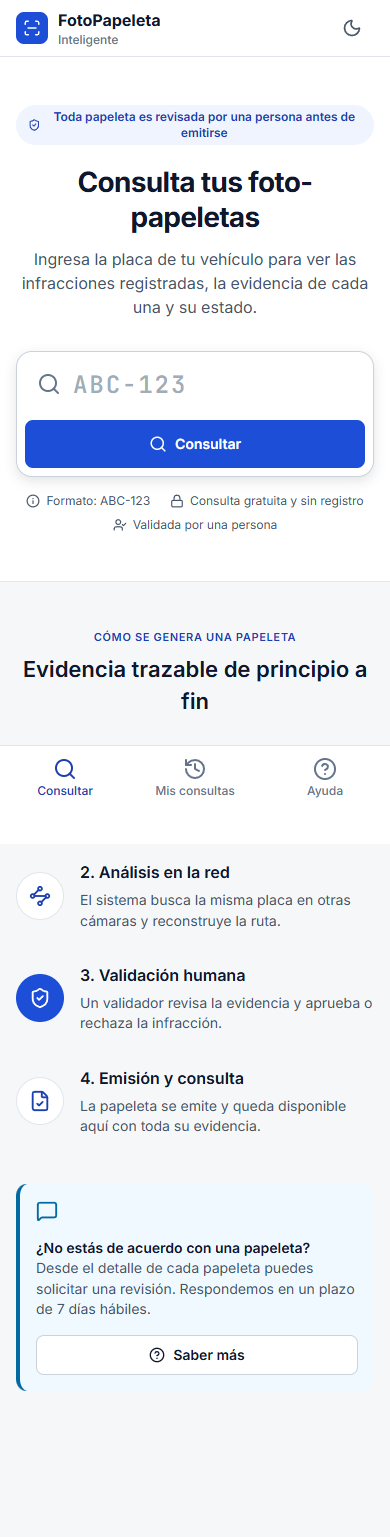 FotoPapeleta
Inteligente
Toda papeleta es revisada por una persona antes de
emitirse
Consulta tus foto-
papeletas
Ingresa la placa de tu vehículo para ver las
infracciones registradas, la evidencia de cada
una y su estado.
ABC-123
Consultar
Formato: ABC-123 Consulta gratuita y sin registro
Validada por una persona
CÓMO SE GENERA UNA PAPELETA
Evidencia trazable de principio a
fin
Consultar Mis consultas Ayuda
2. Análisis en la red
El sistema busca la misma placa en otras
cámaras y reconstruye la ruta.
3. Validación humana
Un validador revisa la evidencia y aprueba o
rechaza la infracción.
4. Emisión y consulta
La papeleta se emite y queda disponible
aquí con toda su evidencia.
¿No estás de acuerdo con una papeleta?
Desde el detalle de cada papeleta puedes
solicitar una revisión. Respondemos en un plazo
de 7 días hábiles.
Saber más